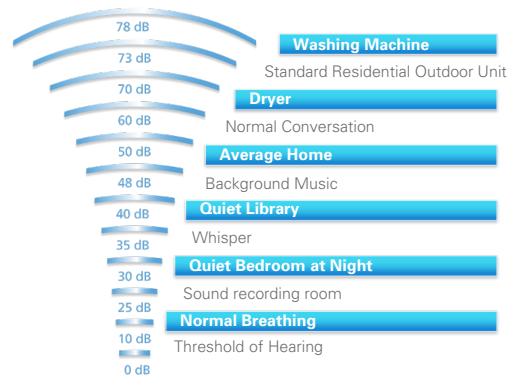 78 dB
Washing Machine
73 dB
Standard Residential Outdoor Unit
70 dB
Dryer
60 dB
Normal Conversation
50 dB
Average Home
48 dB
Background Music
40 dB
Quiet Library
35 dB
Whisper
30 dB
Quiet Bedroom at Night
25 dB
Sound recording room
10 dB
Normal Breathing
0 dB
Threshold of Hearing